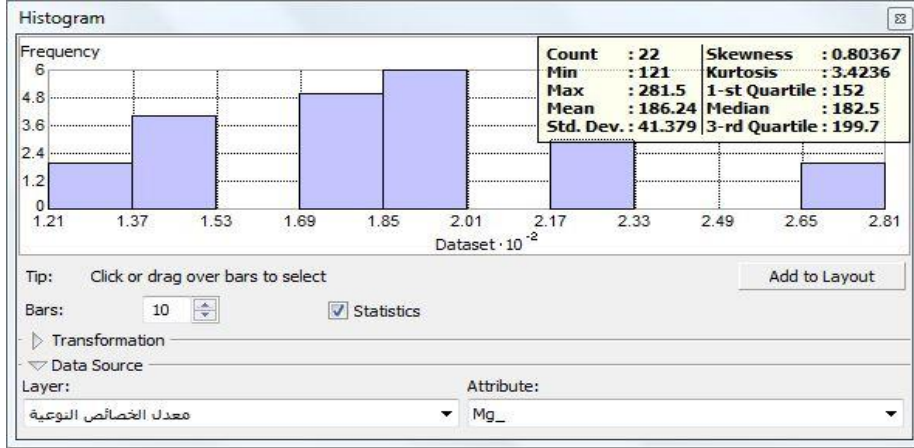 Histogram
Frequency
6
4.8
3.6
2.4
1.2
0
1.21 1.37 1.53 1.69 1.85 2.01 2.17 2.33 2.49 2.65 2.81
Dataset · 10 -2
Count : 22 Skewness : 0.80367
Min : 121 Kurtosis : 3.4236
Max : 281.5 1-st Quartile : 152
Mean : 186.24 Median : 182.5
Std. Dev. : 41.379 3-rd Quartile : 199.7
Tip: Click or drag over bars to select Add to Layout
Bars: 10 Statistics
Transformation
Data Source
Layer: Attribute:
معدل الخصائص النوعية Mg_